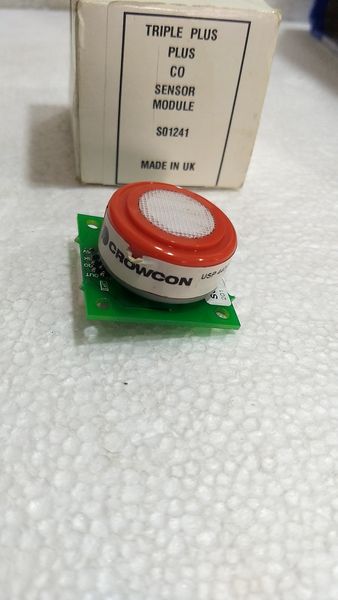 TRIPLE PLUS
PLUS
CO
SENSOR
MODULE
S01241
MADE IN UK
CROWCON